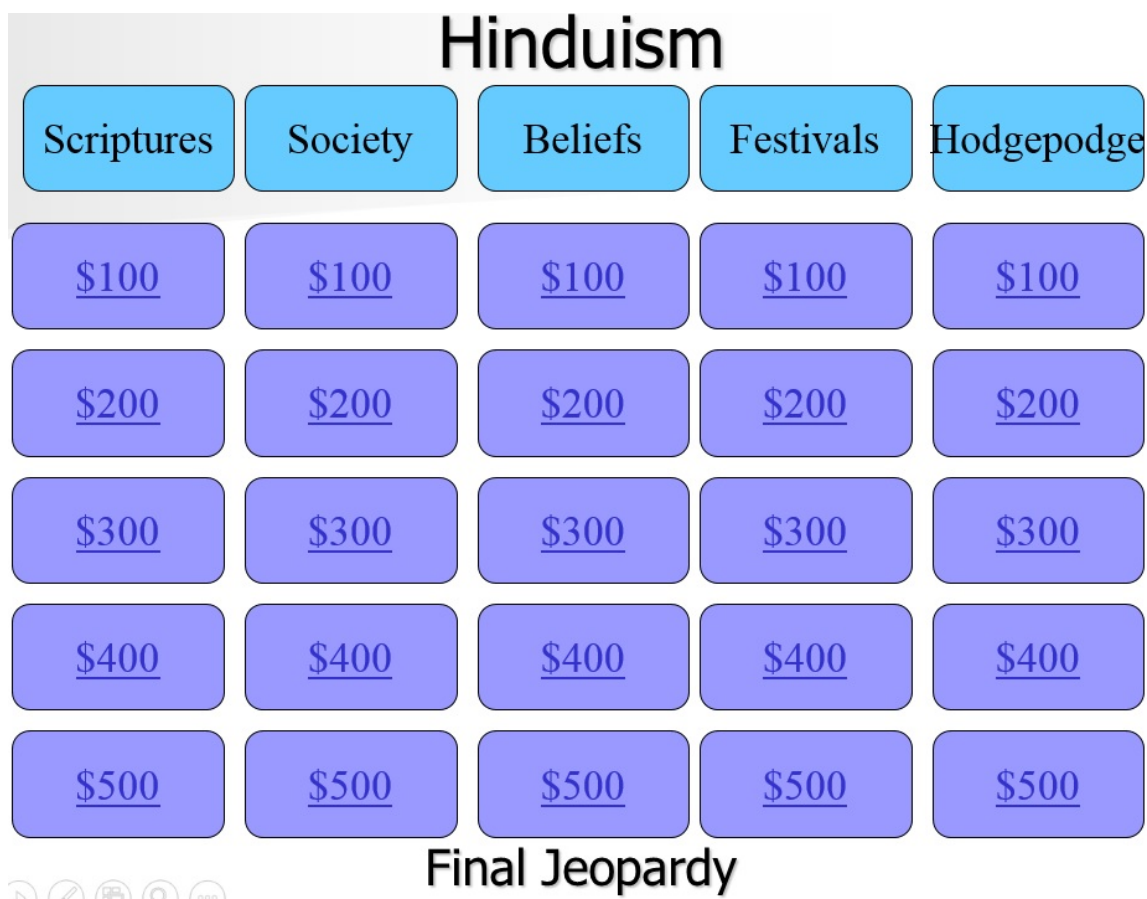 Hinduism
Scriptures Society Beliefs Festivals Hodgepodge
$100 $100 $100 $100 $100
$200 $200 $200 $200 $200
$300 $300 $300 $300 $300
$400 $400 $400 $400 $400
$500 $500 $500 $500 $500
Final Jeopardy